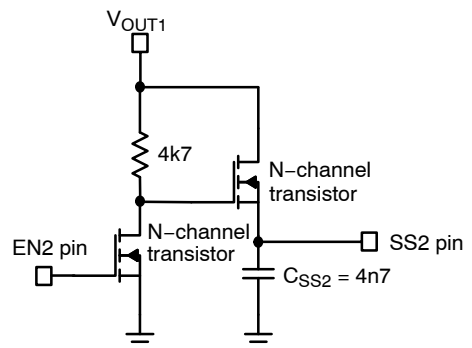 VOUT1
4k7
N−channel
transistor
N−channel
transistor
EN2 pin
SS2 pin
CSS2 = 4n7